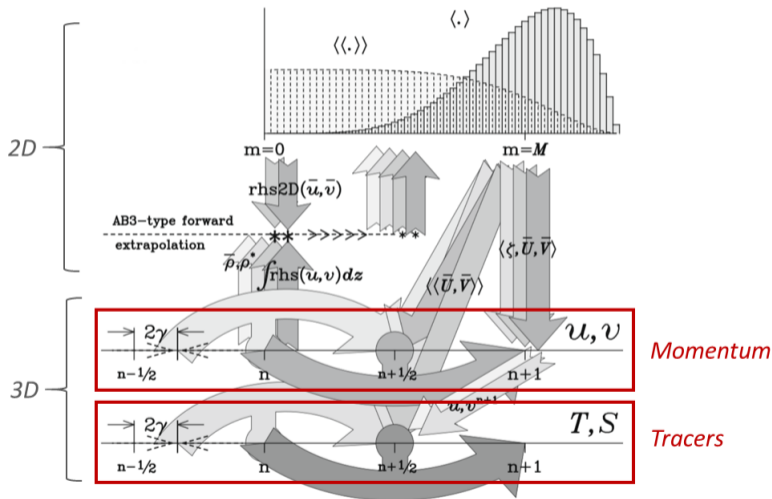 ⟨.⟩
⟨⟨.⟩⟩
2D
m=0
m=M
rhs2D(ū,v̄)
AB3-type forward
extrapolation
** >>>>>> **
ρ̄,ρ*
∫rhs(u,v)dz
⟨⟨Ū,V̄⟩⟩
⟨ζ,Ū,V̄⟩
3D
2γ
u,v
Momentum
n-1/2
n
n+1/2
n+1
u,vⁿ⁺¹
2γ
T,S
Tracers
n-1/2
n
n+1/2
n+1